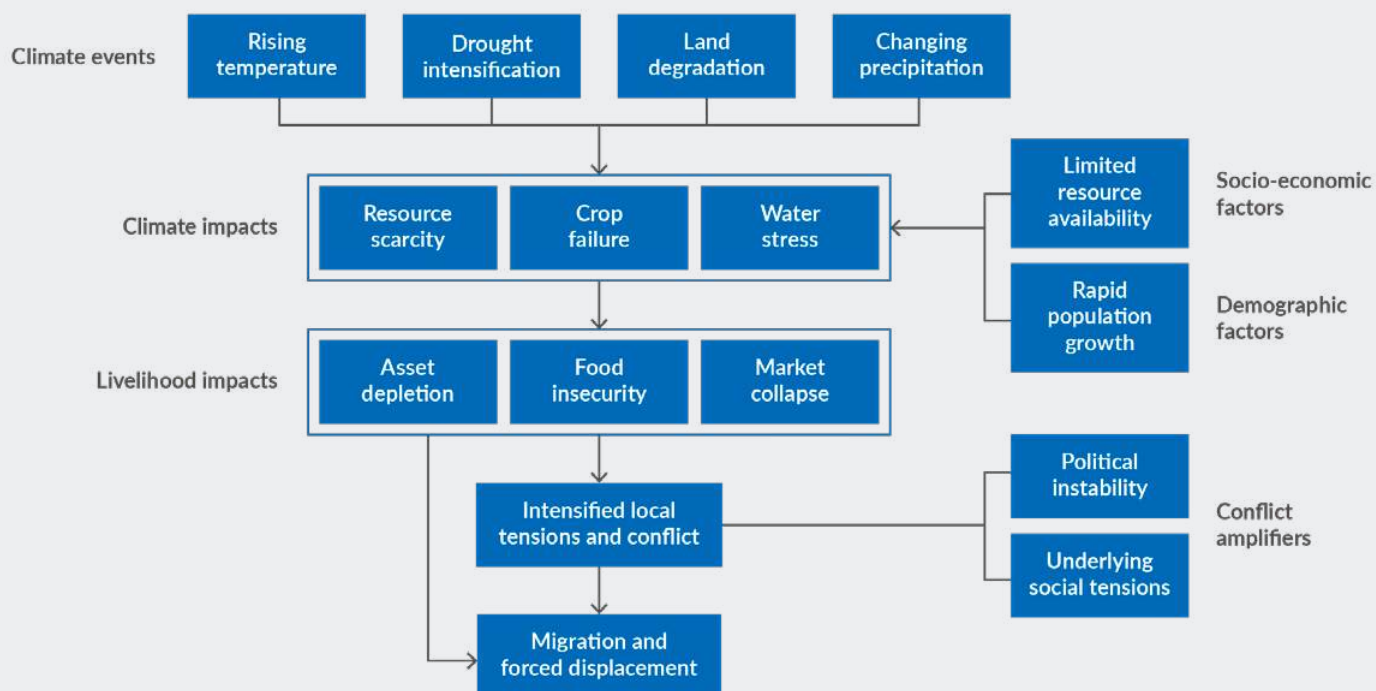 Climate events
Rising
temperature
Drought
intensification
Land
degradation
Changing
precipitation
Climate impacts
Resource
scarcity
Crop
failure
Water
stress
Limited
resource
availability
Socio-economic
factors
Rapid
population
growth
Demographic
factors
Livelihood impacts
Asset
depletion
Food
insecurity
Market
collapse
Intensified local
tensions and conflict
Political
instability
Underlying
social tensions
Conflict
amplifiers
Migration and
forced displacement